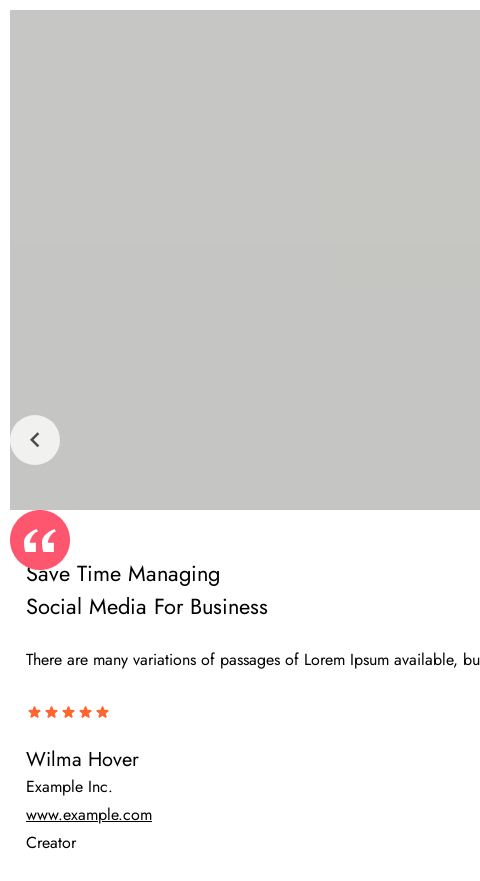 Save Time Managing
Social Media For Business
There are many variations of passages of Lorem Ipsum available, bu
Wilma Hover
Example Inc.
www.example.com
Creator